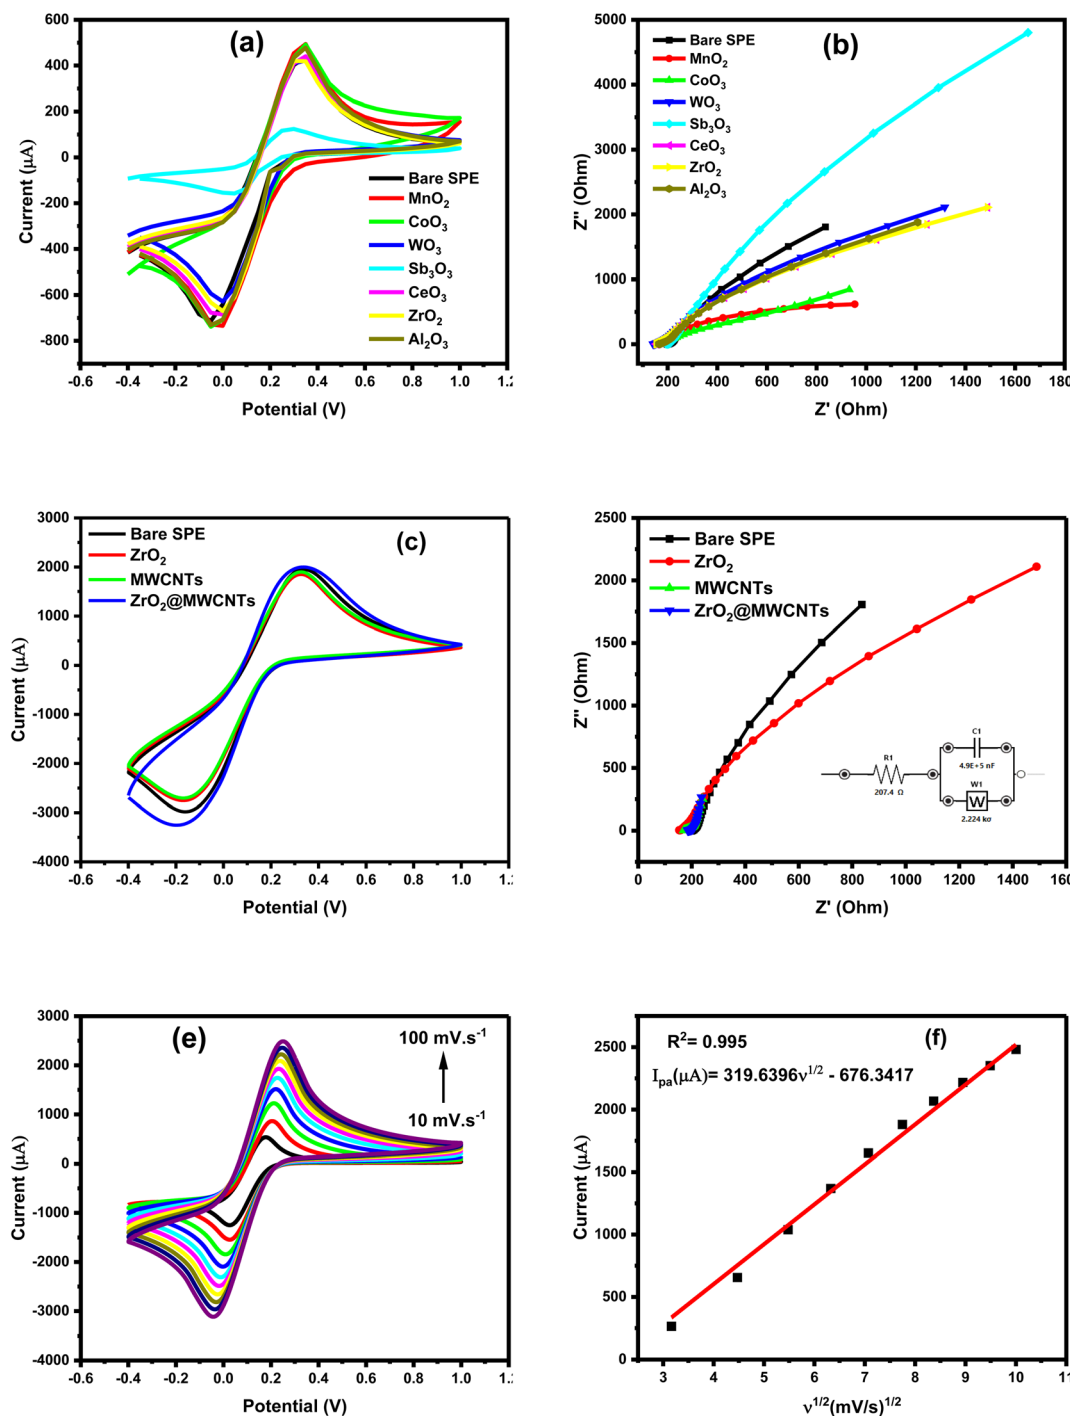 (a)
600
400
200
0
-200
-400
-600
-800
-0.6 -0.4 -0.2 0.0 0.2 0.4 0.6 0.8 1.0 1.2
Current (μA)
Potential (V)
Bare SPE
MnO₂
CoO₃
WO₃
Sb₃O₃
CeO₃
ZrO₂
Al₂O₃
(b)
5000
4000
3000
2000
1000
0
200 400 600 800 1000 1200 1400 1600 180
Z'' (Ohm)
Z' (Ohm)
Bare SPE
MnO₂
CoO₃
WO₃
Sb₃O₃
CeO₃
ZrO₂
Al₂O₃
(c)
3000
2000
1000
0
-1000
-2000
-3000
-4000
-0.6 -0.4 -0.2 0.0 0.2 0.4 0.6 0.8 1.0 1.2
Current (μA)
Potential (V)
Bare SPE
ZrO₂
MWCNTs
ZrO₂@MWCNTs
2500
2000
1500
1000
500
0
0 200 400 600 800 1000 1200 1400 160
Z'' (Ohm)
Z' (Ohm)
Bare SPE
ZrO₂
MWCNTs
ZrO₂@MWCNTs
R1
207.4 Ω
C1
4.9E+5 nF
W
W1
2.224 kσ
(e)
3000
2000
1000
0
-1000
-2000
-3000
-4000
-0.6 -0.4 -0.2 0.0 0.2 0.4 0.6 0.8 1.0 1.2
Current (μA)
Potential (V)
100 mV.s⁻¹
10 mV.s⁻¹
(f)
R²= 0.995
Iₚₐ(μA)= 319.6396ν¹/² - 676.3417
2500
2000
1500
1000
500
0
3 4 5 6 7 8 9 10 11
Current (μA)
ν¹/²(mV/s)¹/²